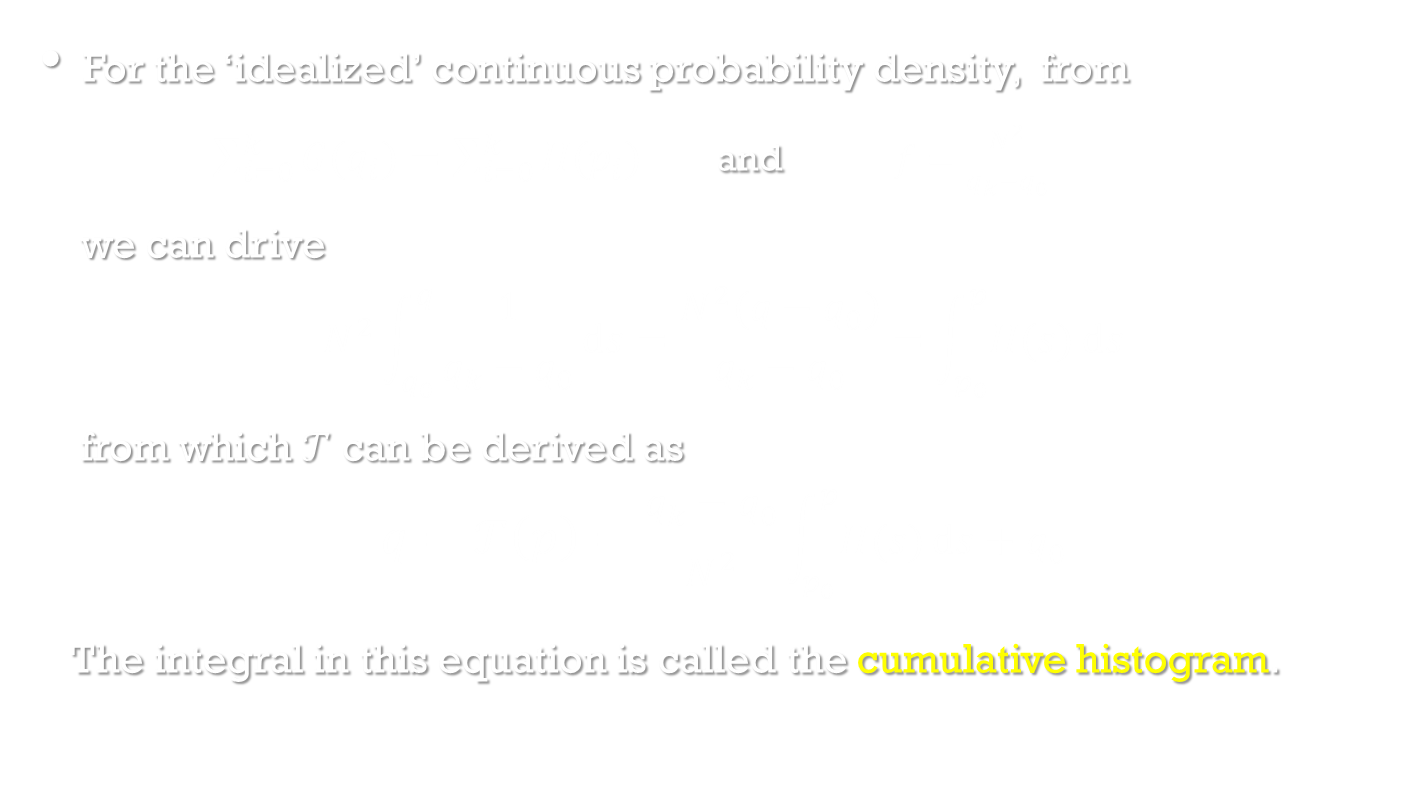 • For the ‘idealized’ continuous probability density, from
and
we can drive
from which 𝒯 can be derived as
The integral in this equation is called the cumulative histogram.